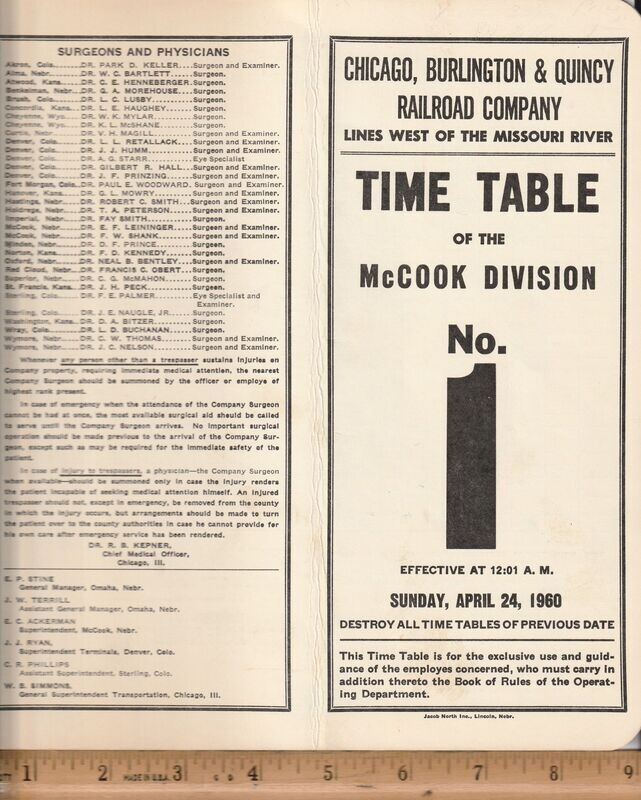 SURGEONS AND PHYSICIANS
Akron, Colo.......DR. PARK D. KELLER....Surgeon and Examiner.
Alma, Nebr........DR. W. C. BARTLETT.....Surgeon.
Atwood, Kans......DR. C. E. HENNEBERGER.Surgeon.
Benkelman, Nebr...DR. G. A. MOREHOUSE....Surgeon.
Brush, Colo.......DR. L. C. LUSBY........Surgeon.
Concordia, Kans...DR. L. E. HAUGHEY......Surgeon.
Cheyenne, Wyo.....DR. W. K. MYLAR........Surgeon.
Cheyenne, Wyo.....DR. K. L. McSHANE......Surgeon.
Curtis, Nebr......DR. V. H. MAGILL.......Surgeon and Examiner.
Denver, Colo......DR. L. L. RETALLACK....Surgeon and Examiner.
Denver, Colo......DR. J. J. HUMM.........Surgeon and Examiner.
Denver, Colo......DR. A. G. STARR........Eye Specialist
Denver, Colo......DR. GILBERT R. HALL...Surgeon and Examiner.
Denver, Colo......DR. J. F. PRINZING.....Surgeon and Examiner.
Fort Morgan, Colo..DR. PAUL E. WOODWARD. Surgeon and Examiner.
Hanover, Kans.....DR. G. L. MOWRY........Surgeon and Examiner.
Hastings, Nebr....DR. ROBERT C. SMITH...Surgeon and Examiner.
Holdrege, Nebr....DR. T. A. PETERSON.....Surgeon and Examiner.
Imperial, Nebr....DR. FAY SMITH..........Surgeon.
McCook, Nebr......DR. E. F. LEININGER....Surgeon and Examiner.
McCook, Nebr......DR. F. W. SHANK........Surgeon and Examiner.
Minden, Nebr......DR. D. F. PRINCE.......Surgeon.
Norton, Kans......DR. F. D. KENNEDY......Surgeon.
Oxford, Nebr......DR. NEAL B. BENTLEY....Surgeon and Examiner.
Red Cloud, Nebr...DR. FRANCIS C. OBERT...Surgeon.
Superior, Nebr....DR. C. G. McMAHON......Surgeon.
St. Francis, Kans.DR. J. H. PECK.........Surgeon.
Sterling, Colo....DR. F. E. PALMER.......Eye Specialist and
Examiner.
Sterling, Colo....DR. J. E. NAUGLE, JR...Surgeon.
Washington, Kans..DR. D. A. BITZER.......Surgeon.
Wray, Colo........DR. L. D. BUCHANAN.....Surgeon.
Wymore, Nebr......DR. C. W. THOMAS.......Surgeon and Examiner.
Wymore, Nebr......DR. J. C. NELSON.......Surgeon and Examiner.
Whenever any person other than a trespasser sustains injuries on
Company property, requiring immediate medical attention, the nearest
Company Surgeon should be summoned by the officer or employe of
highest rank present.
In case of emergency when the attendance of the Company Surgeon
cannot be had at once, the most available surgical aid should be called
to serve until the Company Surgeon arrives. No important surgical
operation should be made previous to the arrival of the Company Sur-
geon, except such as may be required for the immediate safety of the
patient.
In case of injury to trespassers, a physician—the Company Surgeon
when available—should be summoned only in case the injury renders
the patient incapable of seeking medical attention himself. An injured
trespasser should not, except in emergency, be removed from the county
in which the injury occurs, but arrangements should be made to turn
the patient over to the county authorities in case he cannot provide for
his own care after emergency service has been rendered.
DR. R. B. KEPNER,
Chief Medical Officer,
Chicago, Ill.
E. P. STINE
General Manager, Omaha, Nebr.
J. W. TERRILL
Assistant General Manager, Omaha, Nebr.
E. C. ACKERMAN
Superintendent, McCook, Nebr.
J. J. RYAN,
Superintendent Terminals, Denver, Colo.
C. R. PHILLIPS
Assistant Superintendent, Sterling, Colo.
W. B. SIMMONS,
General Superintendent Transportation, Chicago, Ill.
CHICAGO, BURLINGTON & QUINCY
RAILROAD COMPANY
LINES WEST OF THE MISSOURI RIVER
TIME TABLE
OF THE
McCOOK DIVISION
No.
1
EFFECTIVE AT 12:01 A. M.
SUNDAY, APRIL 24, 1960
DESTROY ALL TIME TABLES OF PREVIOUS DATE
This Time Table is for the exclusive use and guid-
ance of the employes concerned, who must carry in
addition thereto the Book of Rules of the Operat-
ing Department.
Jacob North Inc., Lincoln, Nebr.
1 2 MADE IN U.S.A. 3 4 5 6 7 8 9